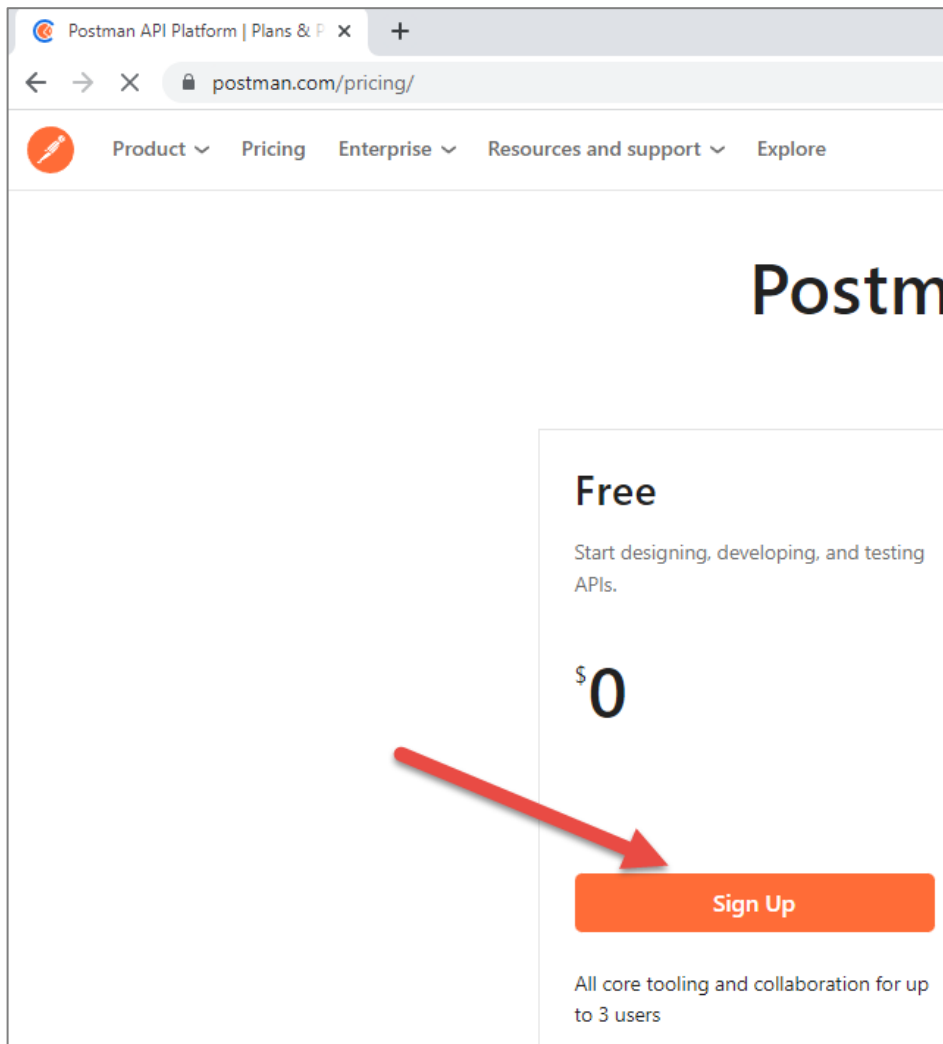 Postman API Platform | Plans & P
postman.com/pricing/
Product Pricing Enterprise Resources and support Explore
Postm
Free
Start designing, developing, and testing
APIs.
$0
Sign Up
All core tooling and collaboration for up
to 3 users